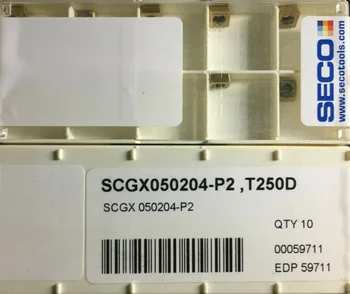 SECO
www.secotools.com
SCGX050204-P2 ,T250D
SCGX 050204-P2
QTY 10
00059711
EDP 59711